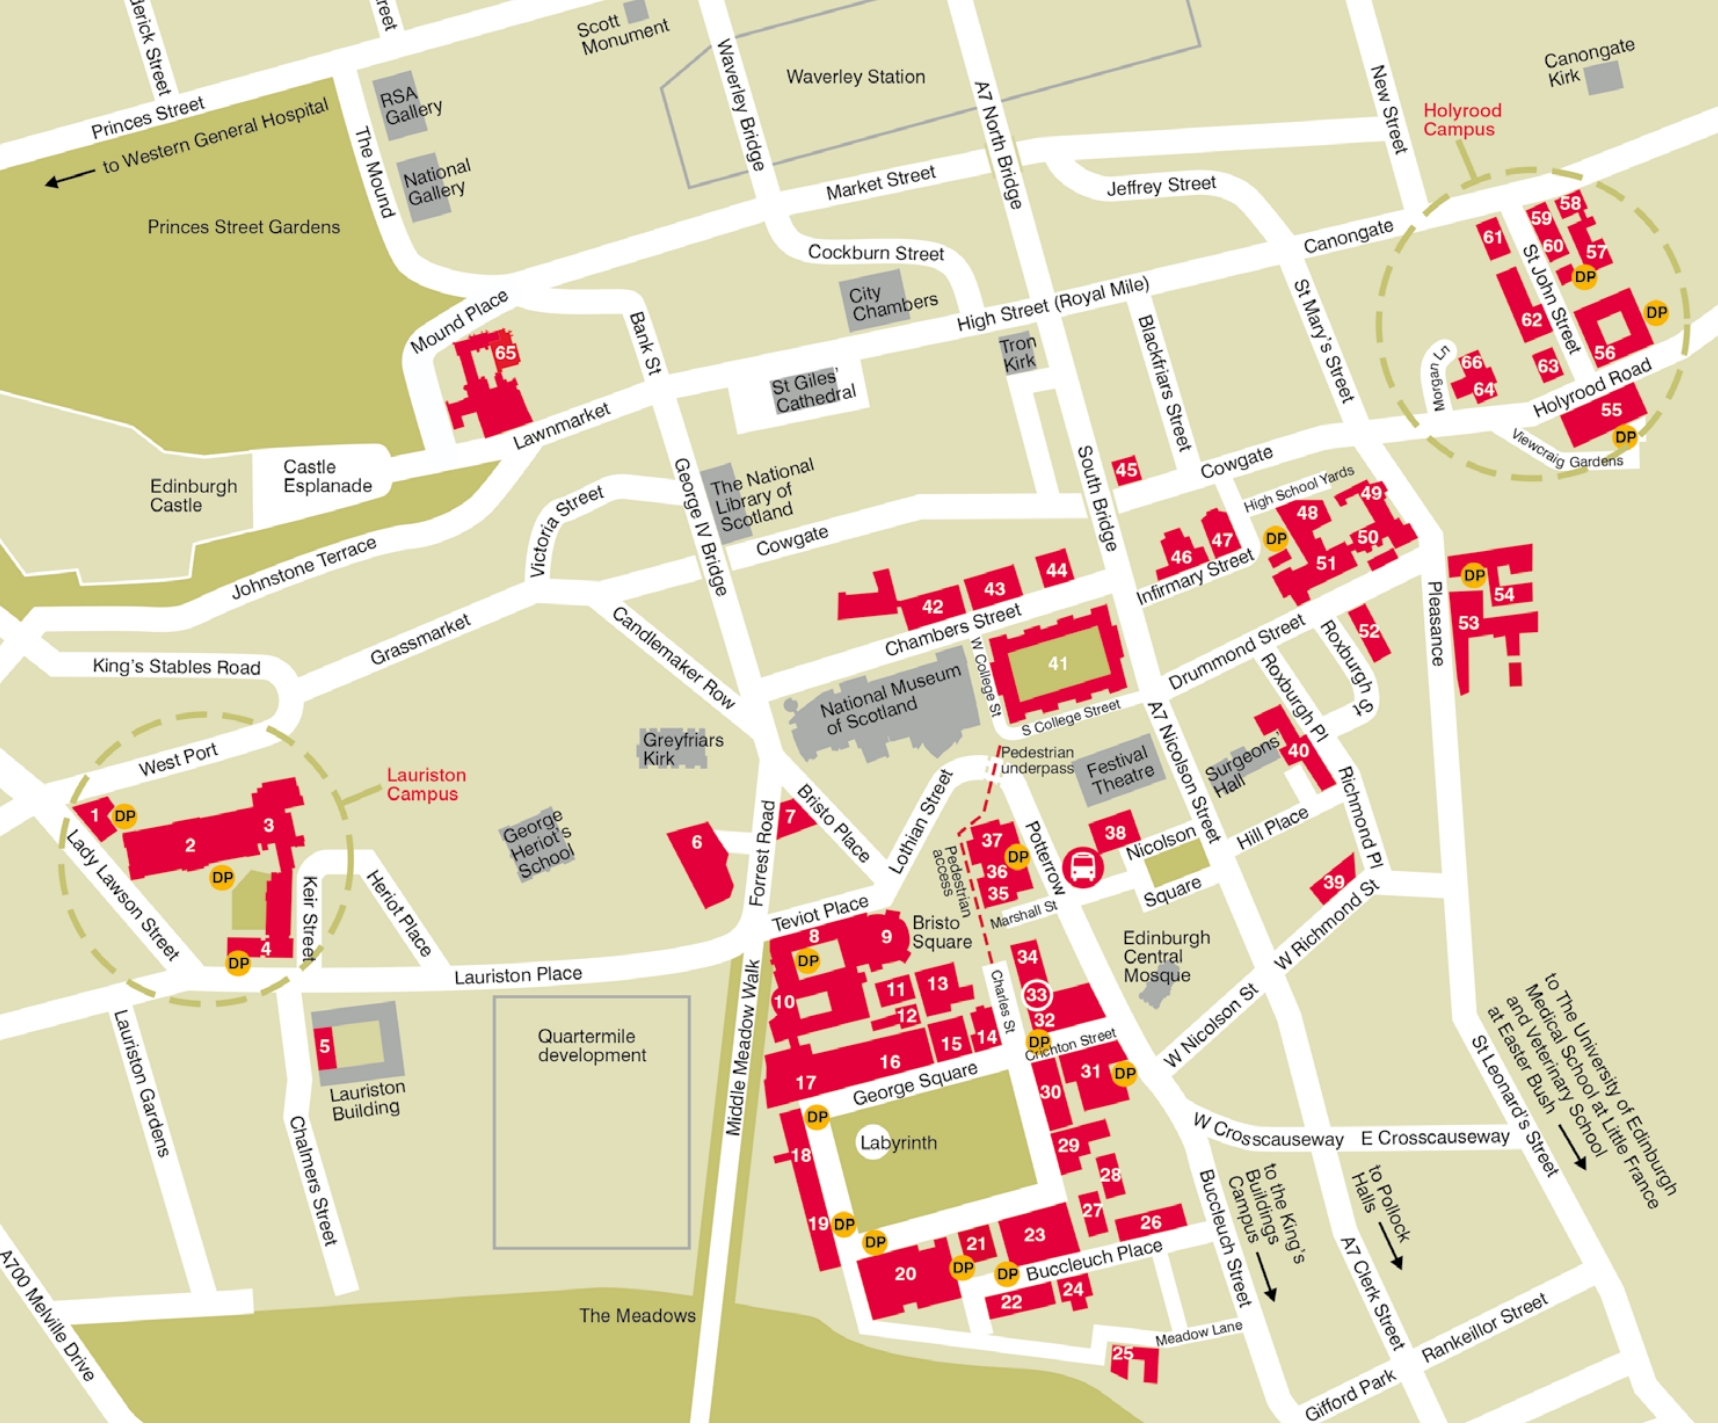 derick Street
reet
Scott
Monument
Waverley Bridge
Waverley Station
A7 North Bridge
New Street
Canongate
Kirk
Holyrood
Campus
Princes Street
to Western General Hospital
RSA
Gallery
The Mound
National
Gallery
Princes Street Gardens
Market Street
Jeffrey Street
Canongate
Cockburn Street
City
Chambers
High Street (Royal Mile)
Tron
Kirk
Blackfriars Street
St Mary's Street
61
59
58
60
57
DP
St John Street
62
DP
56
63
66
64
Morgan Ln
Holyrood Road
55
DP
Viewcraig Gardens
Mound Place
65
Bank St
Lawnmarket
St Giles'
Cathedral
Castle
Esplanade
Edinburgh
Castle
Johnstone Terrace
Victoria Street
George IV Bridge
The National
Library of
Scotland
Cowgate
South Bridge
45
Cowgate
High School Yards
49
48
DP
50
51
46
47
Infirmary Street
44
43
42
Chambers Street
Candlemaker Row
Grassmarket
King's Stables Road
41
W College St
S College Street
National Museum
of Scotland
Drummond Street
52
Roxburgh St
Roxburgh Pl
Pleasance
DP
54
53
West Port
Lauriston
Campus
Greyfriars
Kirk
George
Heriot's
School
Pedestrian
underpass
Festival
Theatre
A7 Nicolson Street
Surgeons'
Hall
40
Richmond Pl
1
DP
2
3
DP
4
DP
Lady Lawson Street
Keir Street
Heriot Place
Lauriston Place
6
7
Forrest Road
Bristo Place
Lothian Street
Potterrow
37
DP
36
35
Pedestrian
access
38
Nicolson
Square
Hill Place
39
W Richmond St
Marshall St
Teviot Place
8
DP
9
Bristo
Square
10
11
12
13
14
15
16
17
Charles St
34
33
32
DP
Crichton Street
Edinburgh
Central
Mosque
W Nicolson St
Middle Meadow Walk
Quartermile
development
5
Lauriston
Building
Lauriston Gardens
Chalmers Street
George Square
Labyrinth
DP
18
19
DP
DP
20
21
DP
23
DP
22
24
Buccleuch Place
25
26
27
28
29
30
31
DP
Meadow Lane
W Crosscauseway
E Crosscauseway
Buccleuch Street
to the King's
Buildings
Campus
to Pollock
Halls
A7 Clerk Street
St Leonard's Street
to The University of Edinburgh
Medical School at Little France
and Veterinary School
at Easter Bush
Rankeillor Street
Gifford Park
The Meadows
A700 Melville Drive